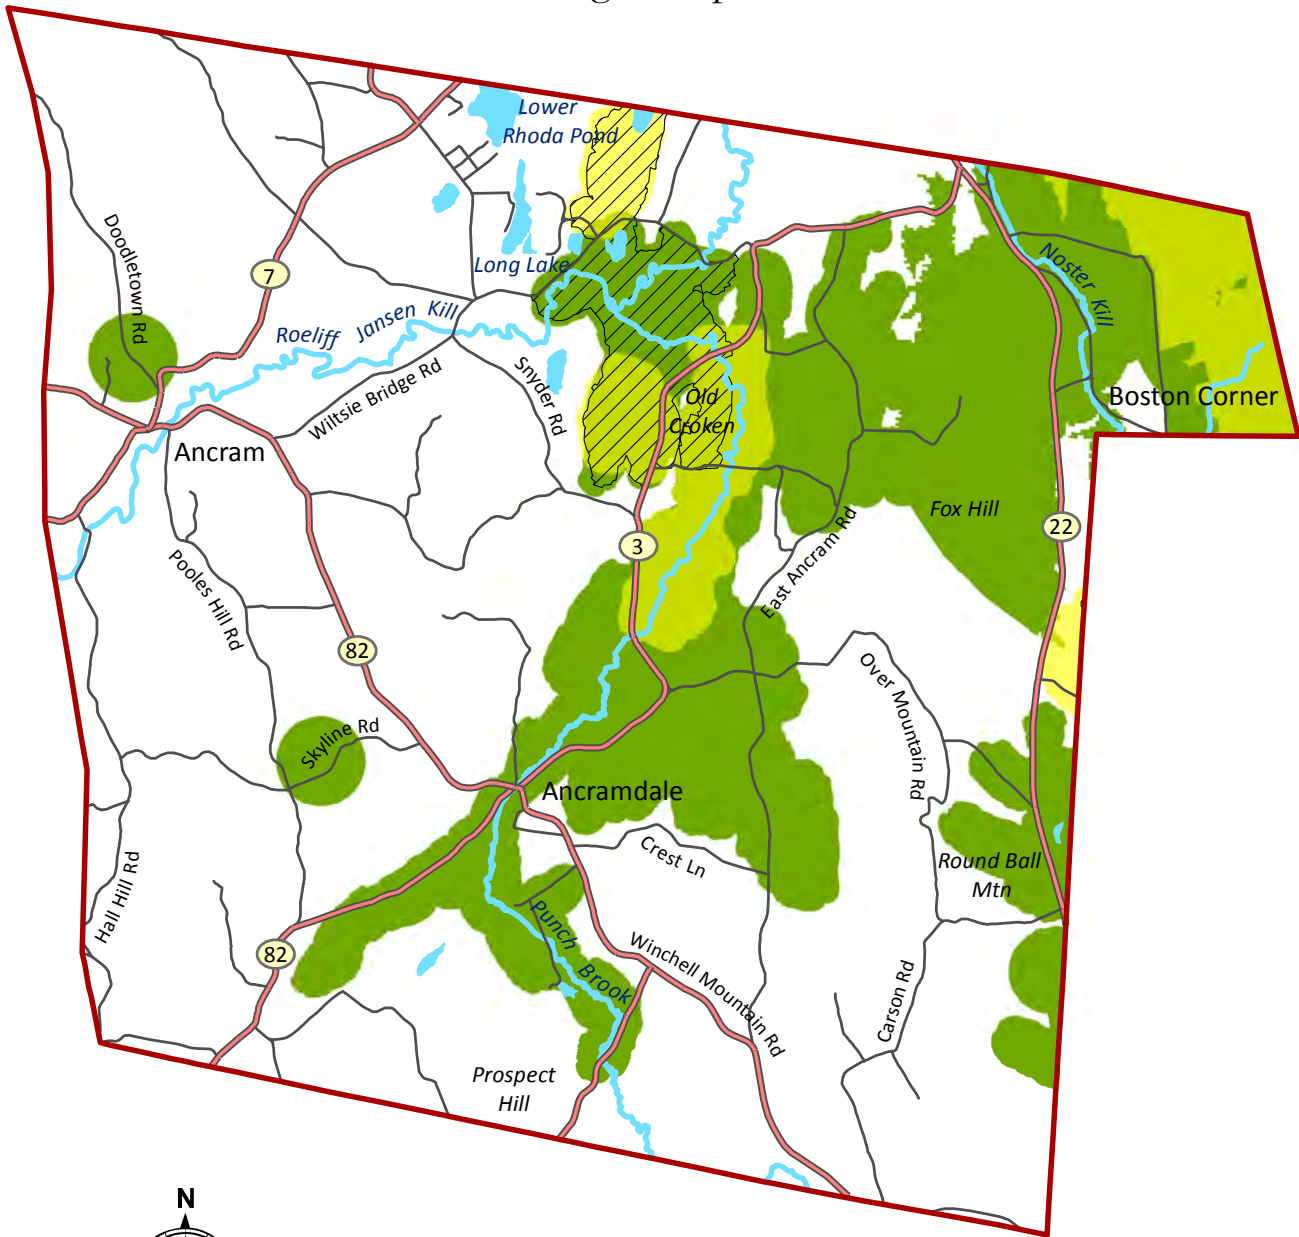 Lower
Rhoda Pond
Doodletown Rd
7
Long Lake
Noster Kill
Roeliff Jansen Kill
Wiltsie Bridge Rd
Snyder Rd
Old
Croken
Boston Corner
Ancram
Fox Hill
22
3
Pooles Hill Rd
East Ancram Rd
82
Over Mountain Rd
Skyline Rd
Ancramdale
Crest Ln
Round Ball
Mtn
Hall Hill Rd
Punch Brook
82
Winchell Mountain Rd
Carson Rd
Prospect
Hill
N